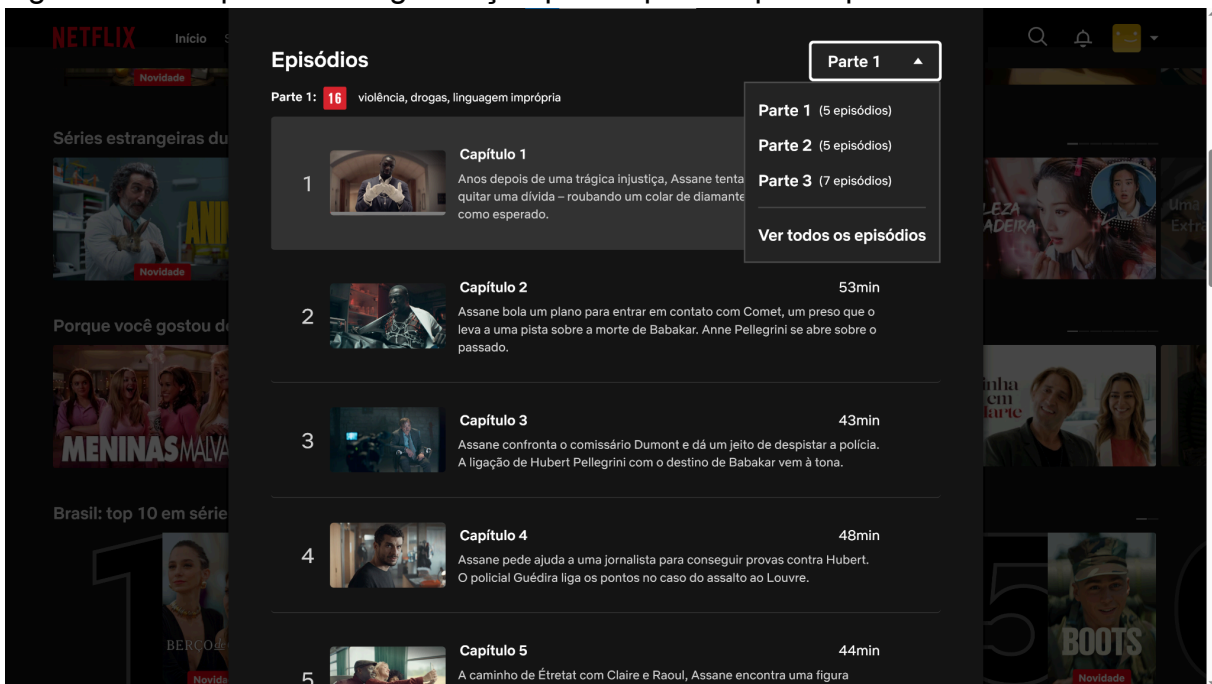 NETFLIX
Início
Novidade
Episódios
Parte 1
Parte 1: 16 violência, drogas, linguagem imprópria
Parte 1 (5 episódios)
Parte 2 (5 episódios)
Parte 3 (7 episódios)
Ver todos os episódios
1
Capítulo 1
Anos depois de uma trágica injustiça, Assane tenta
quitar uma dívida – roubando um colar de diamante
como esperado.
2
Capítulo 2
53min
Assane bola um plano para entrar em contato com Comet, um preso que o
leva a uma pista sobre a morte de Babakar. Anne Pellegrini se abre sobre o
passado.
3
Capítulo 3
43min
Assane confronta o comissário Dumont e dá um jeito de despistar a polícia.
A ligação de Hubert Pellegrini com o destino de Babakar vem à tona.
4
Capítulo 4
48min
Assane pede ajuda a uma jornalista para conseguir provas contra Hubert.
O policial Guédira liga os pontos no caso do assalto ao Louvre.
5
Capítulo 5
44min
A caminho de Étretat com Claire e Raoul, Assane encontra uma figura
Séries estrangeiras du
Novidade
Porque você gostou d
MENINAS MALVA
Brasil: top 10 em série
BERÇO de
Novida
Uma
Extra
BOOTS
Novidade